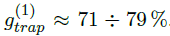 g_{trap}^{(1)} ≈ 71 ÷ 79 %.